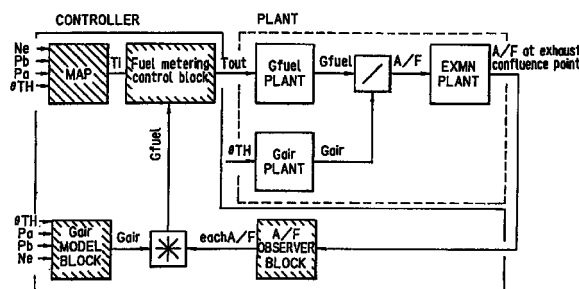 CONTROLLER
PLANT
Ne
Pb
Pa
θTH
MAP
Ti
Fuel metering
control block
Tout
Gfuel
PLANT
Gfuel
A/F
EXMN
PLANT
A/F at exhaust
confluence point
Gfuel
θTH
Gair
PLANT
Gair
θTH
Pa
Pb
Ne
Gair
MODEL
BLOCK
Gair
eachA/F
A/F
OBSERVER
BLOCK